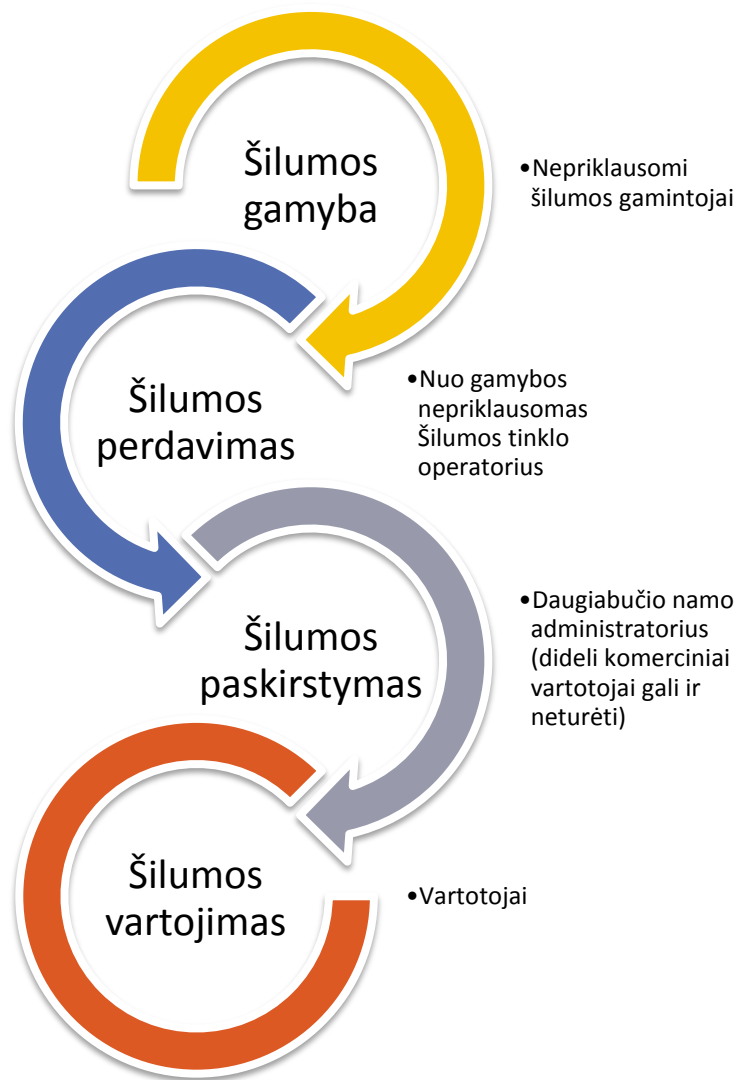 Šilumos
gamyba
•Nepriklausomi
šilumos gamintojai
Šilumos
perdavimas
•Nuo gamybos
nepriklausomas
Šilumos tinklo
operatorius
Šilumos
paskirstymas
•Daugiabučio namo
administratorius
(dideli komerciniai
vartotojai gali ir
neturėti)
Šilumos
vartojimas
•Vartotojai